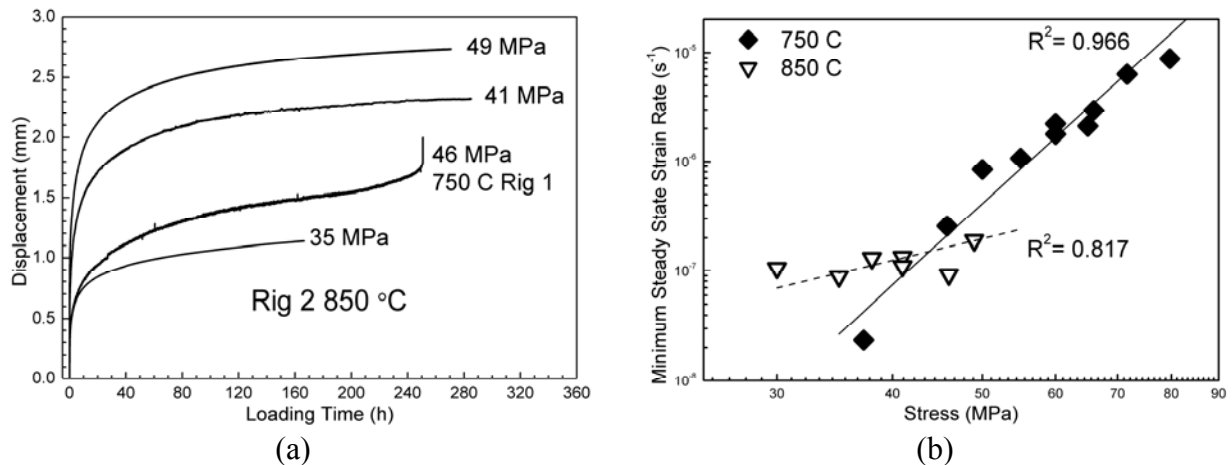 3.0
2.5
2.0
1.5
1.0
0.5
0.0
Displacement (mm)
49 MPa
41 MPa
46 MPa
750 C Rig 1
35 MPa
Rig 2 850 °C
0 40 80 120 160 200 240 280 320 360
Loading Time (h)
(a)
Minimum Steady State Strain Rate (s⁻¹)
10⁻⁵
10⁻⁶
10⁻⁷
10⁻⁸
750 C
850 C
R²= 0.966
R²= 0.817
30 40 50 60 70 80 90
Stress (MPa)
(b)